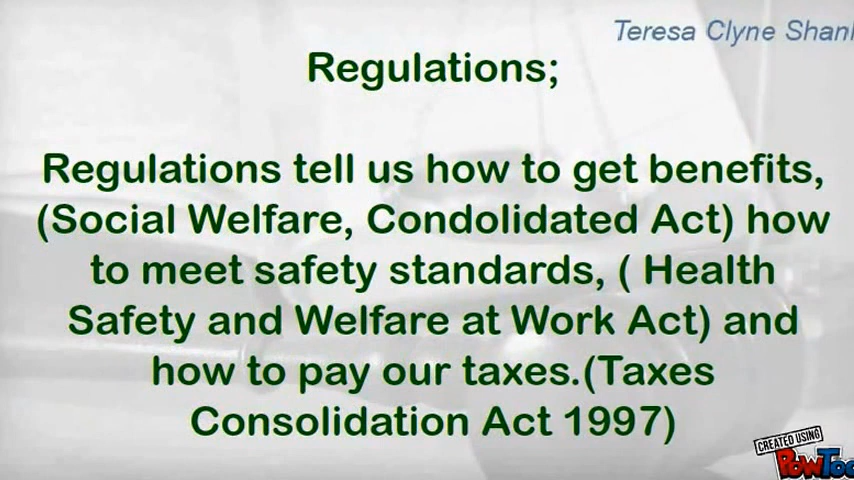 Teresa Clyne
Regulations;
Regulations tell us how to get benefits,
(Social Welfare, Condolidated Act) how
to meet safety standards, ( Health
Safety and Welfare at Work Act) and
how to pay our taxes.(Taxes
Consolidation Act 1997)
CREATED USING